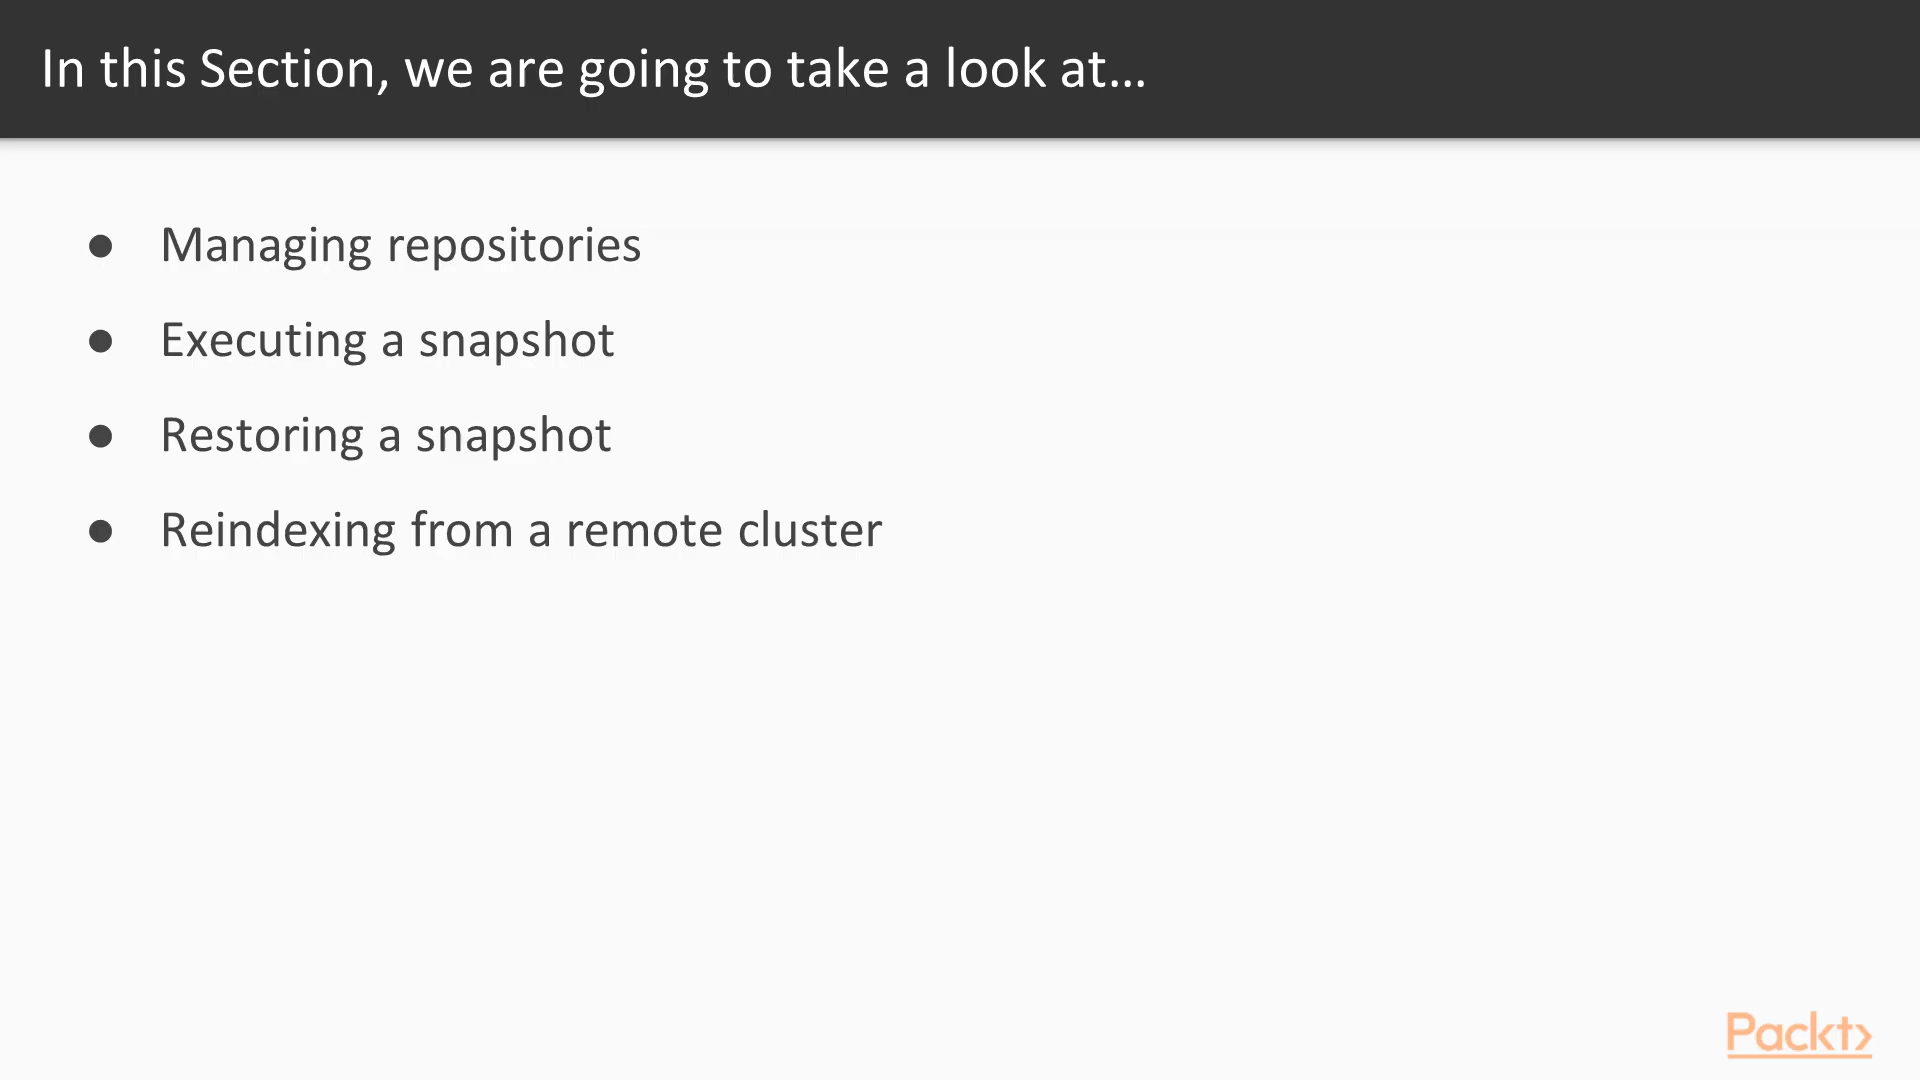 In this Section, we are going to take a look at...
● Managing repositories
● Executing a snapshot
● Restoring a snapshot
● Reindexing from a remote cluster
Packt>